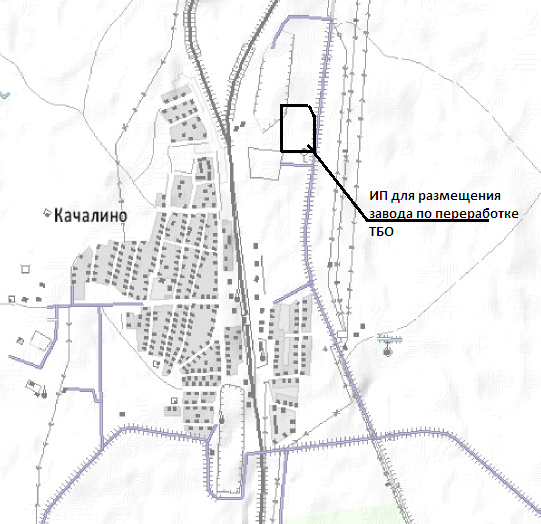 ИП для размещения
завода по переработке
ТБО
Качалино